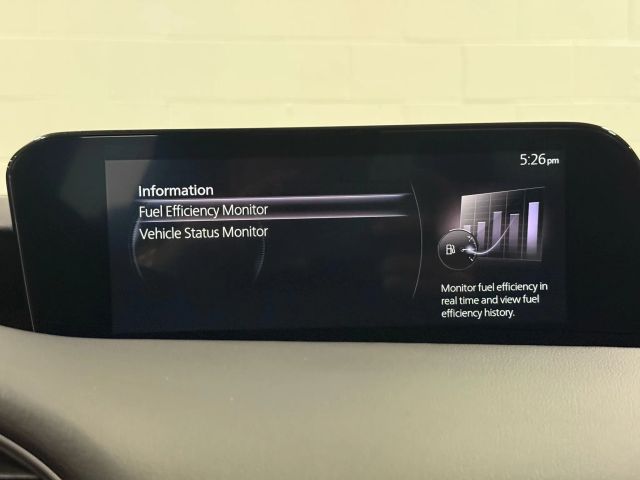 5:26pm
Information
Fuel Efficiency Monitor
Vehicle Status Monitor
Monitor fuel efficiency in
real time and view fuel
efficiency history.